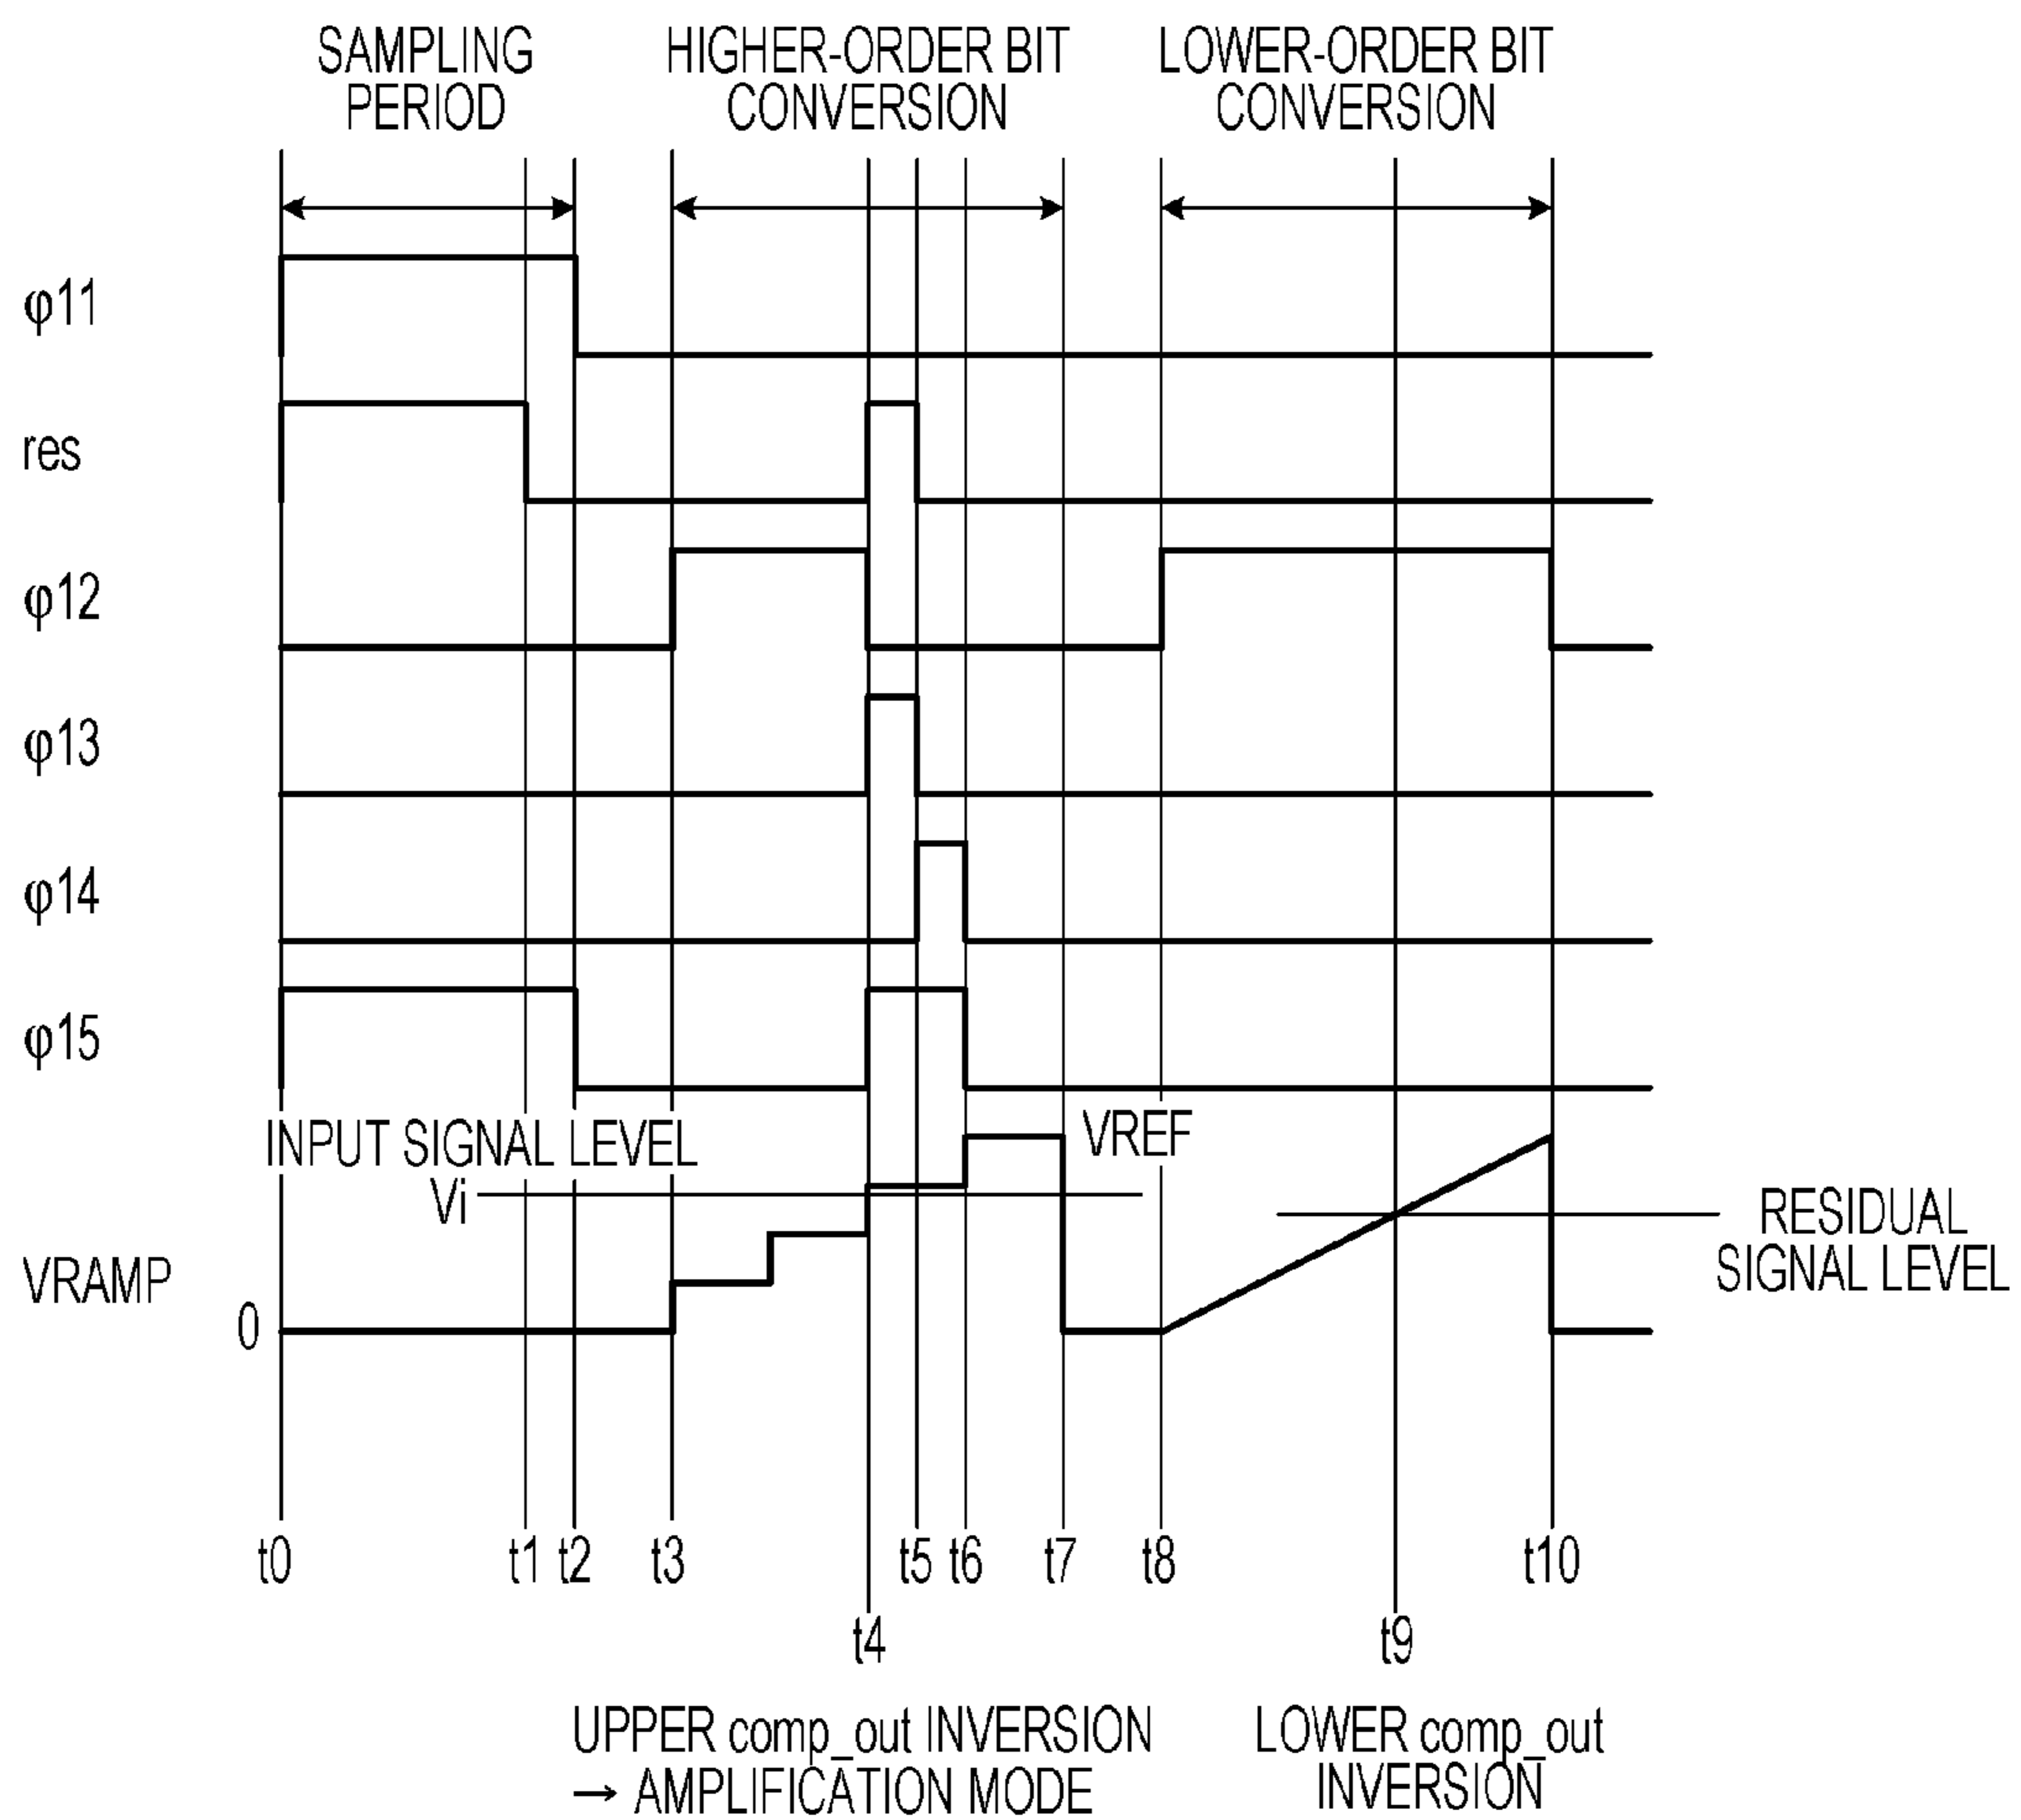 SAMPLING
PERIOD
HIGHER-ORDER BIT
CONVERSION
LOWER-ORDER BIT
CONVERSION
φ11
res
φ12
φ13
φ14
φ15
INPUT SIGNAL LEVEL
Vi
VREF
VRAMP
0
RESIDUAL
SIGNAL LEVEL
t0 t1 t2 t3 t5 t6 t7 t8 t10
t4 t9
UPPER comp_out INVERSION
→ AMPLIFICATION MODE
LOWER comp_out
INVERSION